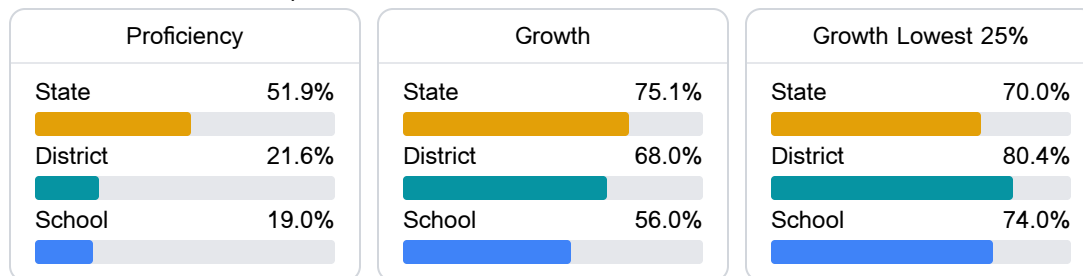 Proficiency
State 51.9%
District 21.6%
School 19.0%
Growth
State 75.1%
District 68.0%
School 56.0%
Growth Lowest 25%
State 70.0%
District 80.4%
School 74.0%